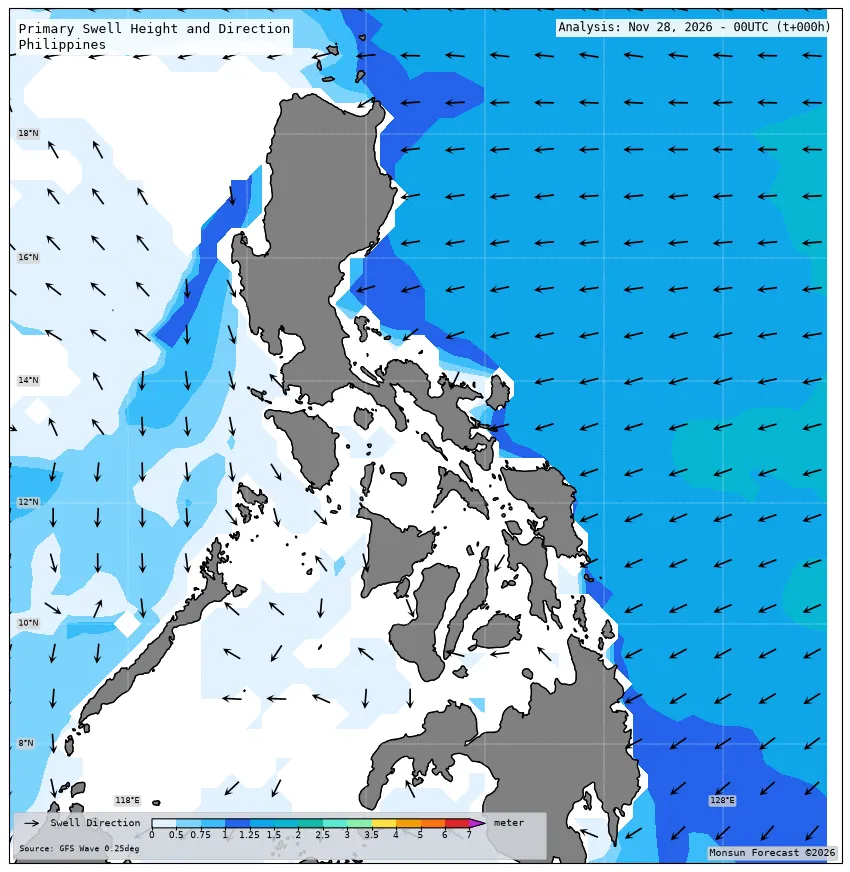 Primary Swell Height and Direction
Philippines
Analysis: Nov 28, 2026 - 00UTC (t+000h)
18°N
16°N
14°N
12°N
10°N
8°N
118°E
128°E
Swell Direction
0 0.5 0.75 1.25 1.5 2 2.5 3 3.5 4 5 6 7
meter
Source: GFS Wave 0.25deg
Monsun Forecast ©2026